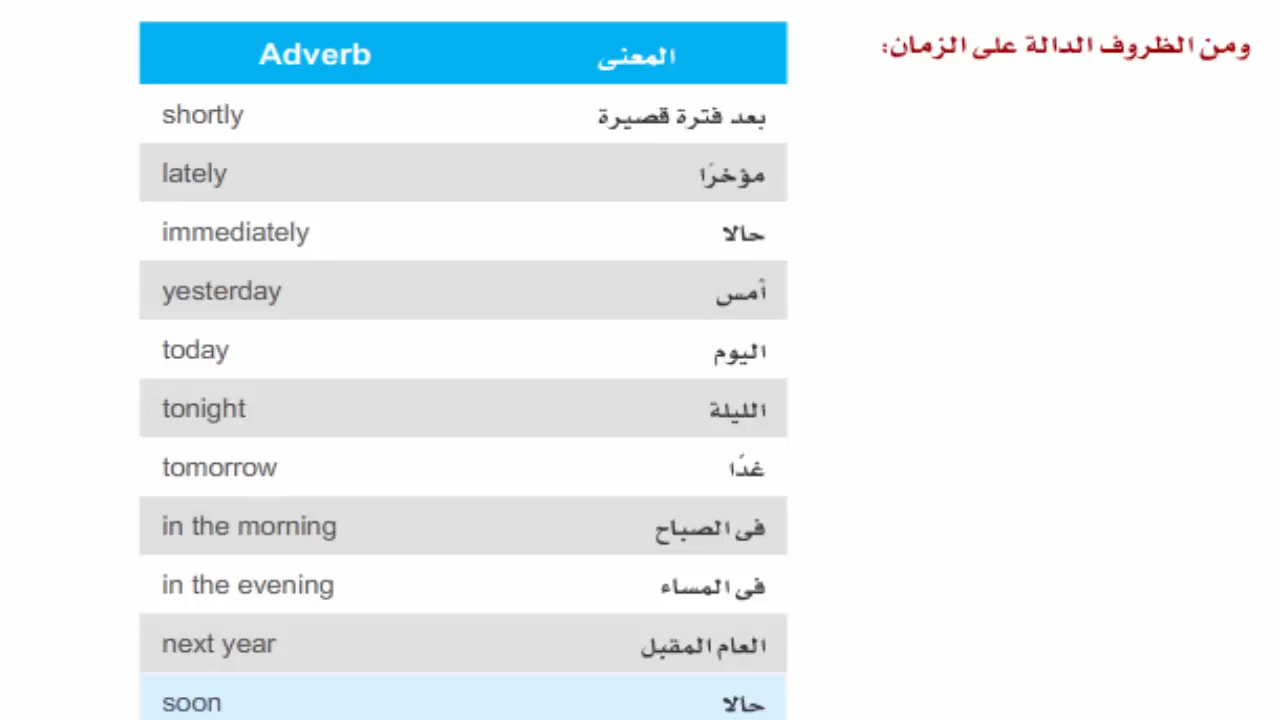 ومن الظروف الدالة على الزمان:
Adverb المعنى
shortly بعد فترة قصيرة
lately مؤخرًا
immediately حالا
yesterday أمس
today اليوم
tonight الليلة
tomorrow غدًا
in the morning فى الصباح
in the evening فى المساء
next year العام المقبل
soon حالا